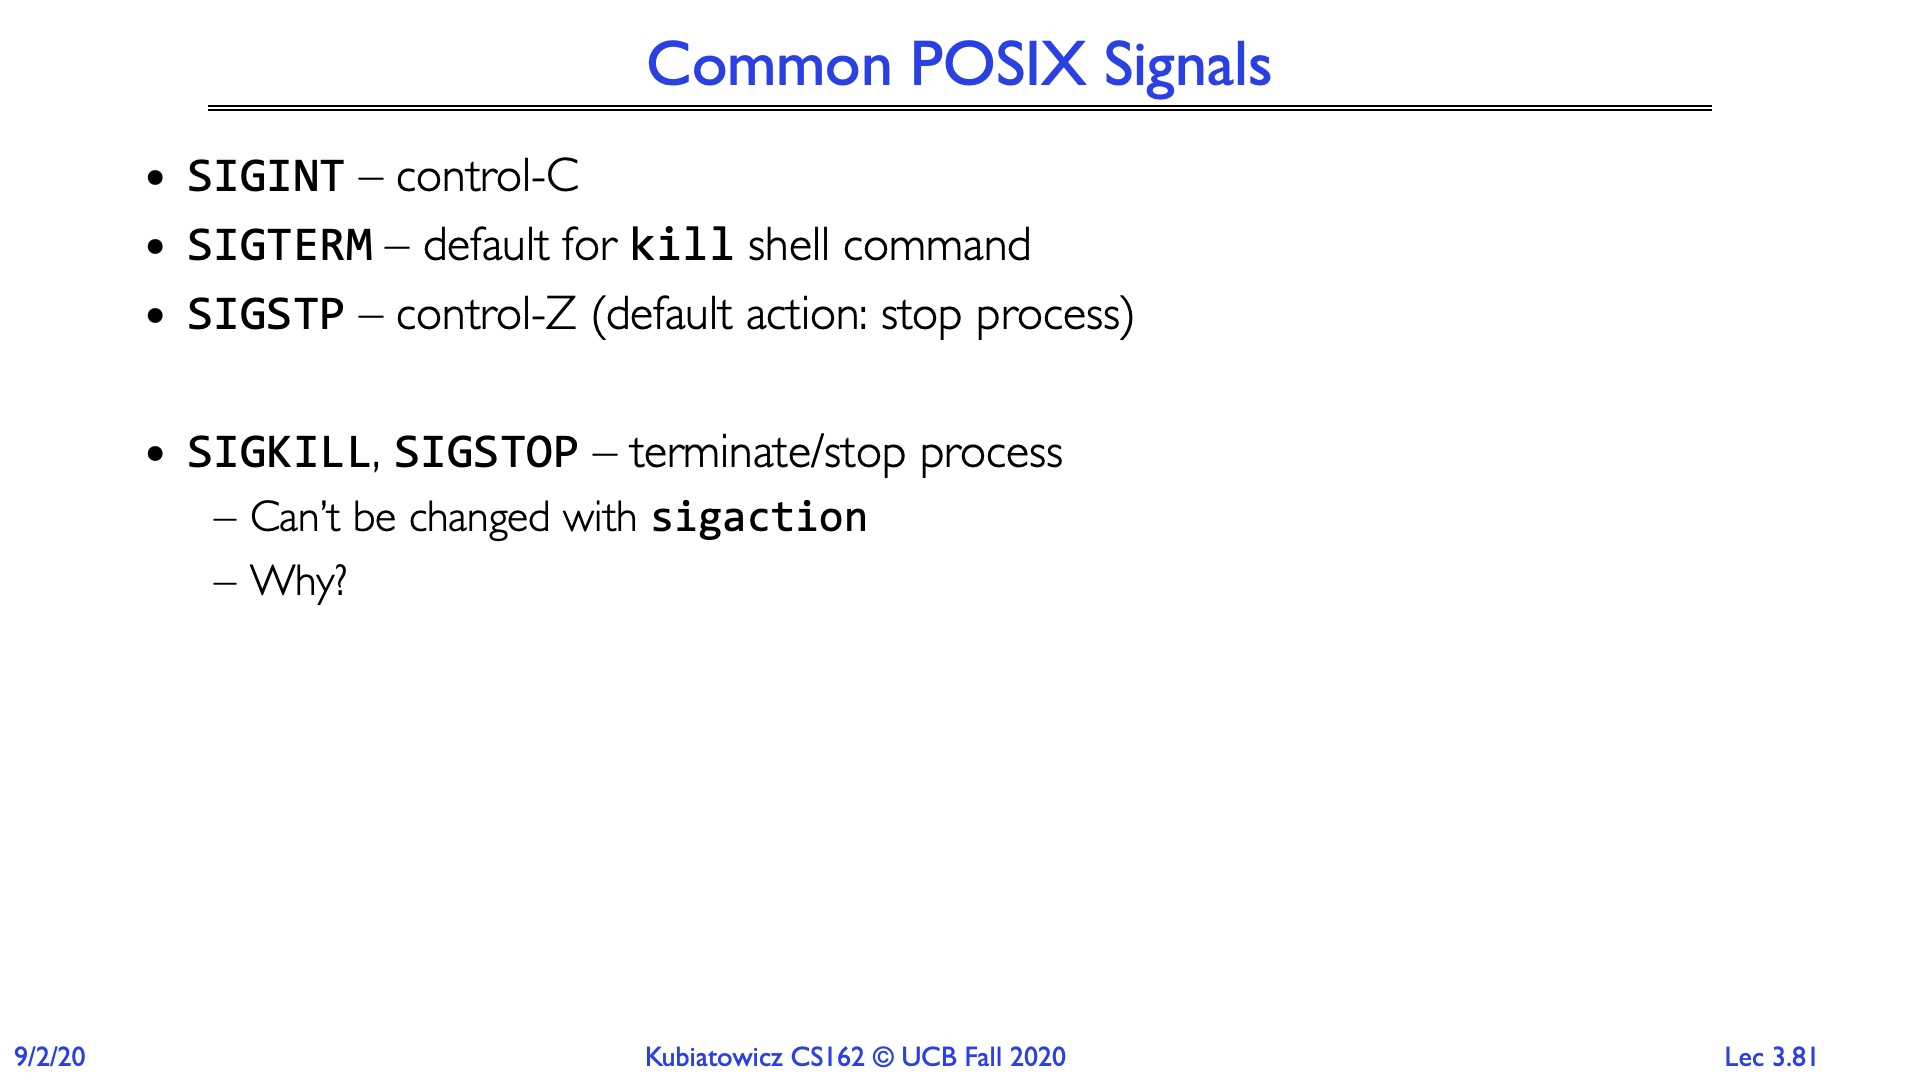 Common POSIX Signals
• SIGINT – control-C
• SIGTERM – default for kill shell command
• SIGSTP – control-Z (default action: stop process)
• SIGKILL, SIGSTOP – terminate/stop process
– Can’t be changed with sigaction
– Why?
9/2/20
Kubiatowicz CS162 © UCB Fall 2020
Lec 3.81